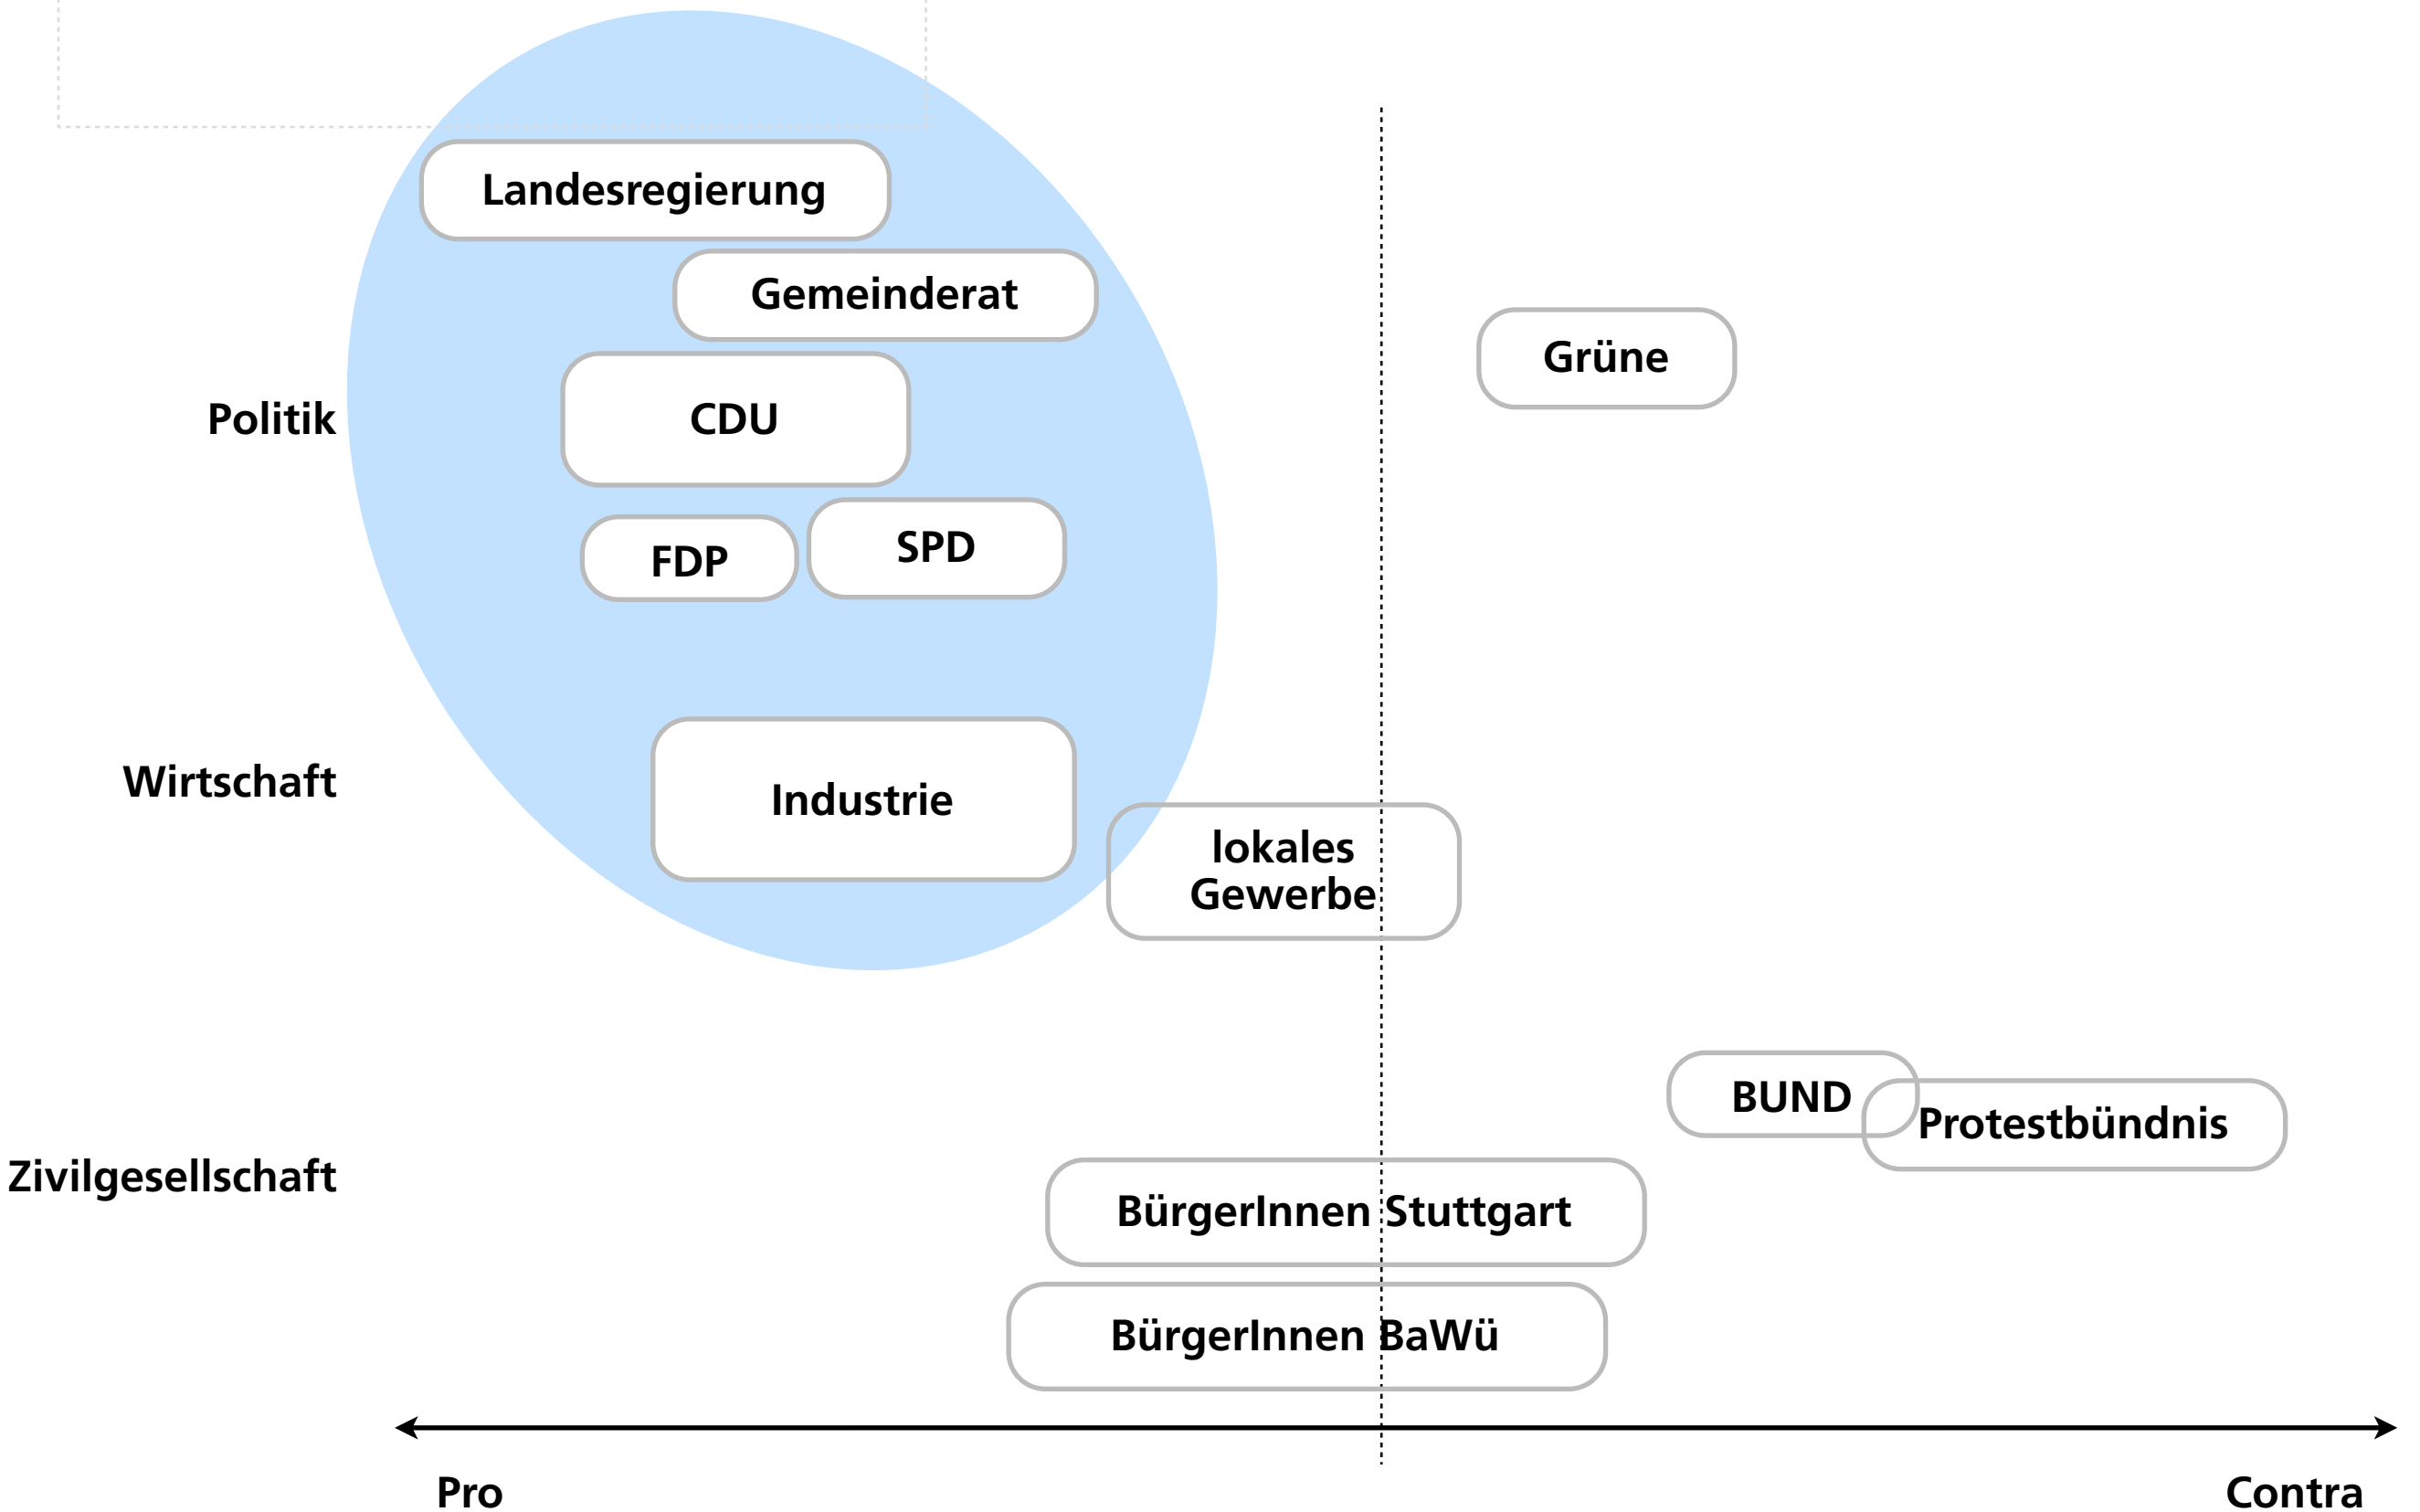 Landesregierung
Gemeinderat
Grüne
Politik
CDU
SPD
FDP
Wirtschaft
Industrie
lokales
Gewerbe
BUND
Protestbündnis
Zivilgesellschaft
BürgerInnen Stuttgart
BürgerInnen BaWü
Pro
Contra